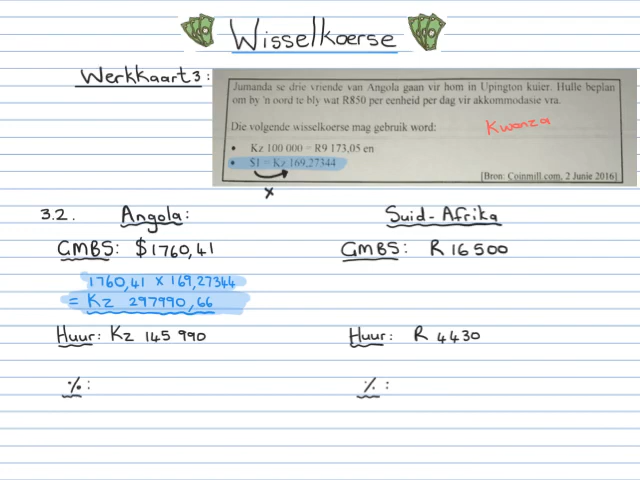 Wisselkoerse
Werkkaart 3:
Jumanda se drie vriende van Angola gaan vir hom in Upington kuier. Hulle beplan
om by 'n oord te bly wat R850 per eenheid per dag vir akkommodasie vra.
Die volgende wisselkoerse mag gebruik word:
Kwanza
• Kz 100 000 = R9 173,05 en
• $1 = Kz 169,27344
[Bron: Coinmill.com, 2 Junie 2016]
x
3.2. Angola: Suid-Afrika
GMBS: $1760,41 GMBS: R 16 500
1760,41 x 169,27344
= Kz 297990,66
Huur: Kz 145 990 Huur: R 4430
%: %: